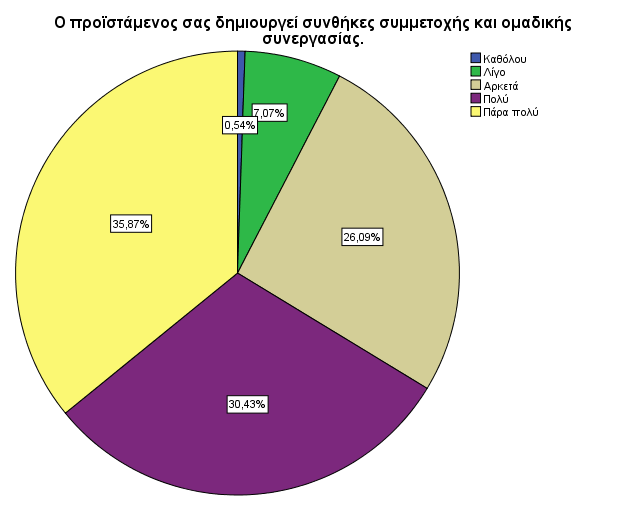 Ο προϊστάμενος σας δημιουργεί συνθήκες συμμετοχής και ομαδικής
συνεργασίας.
Καθόλου
Λίγο
Αρκετά
Πολύ
Πάρα πολύ
7,07%
0,54%
35,87%
26,09%
30,43%